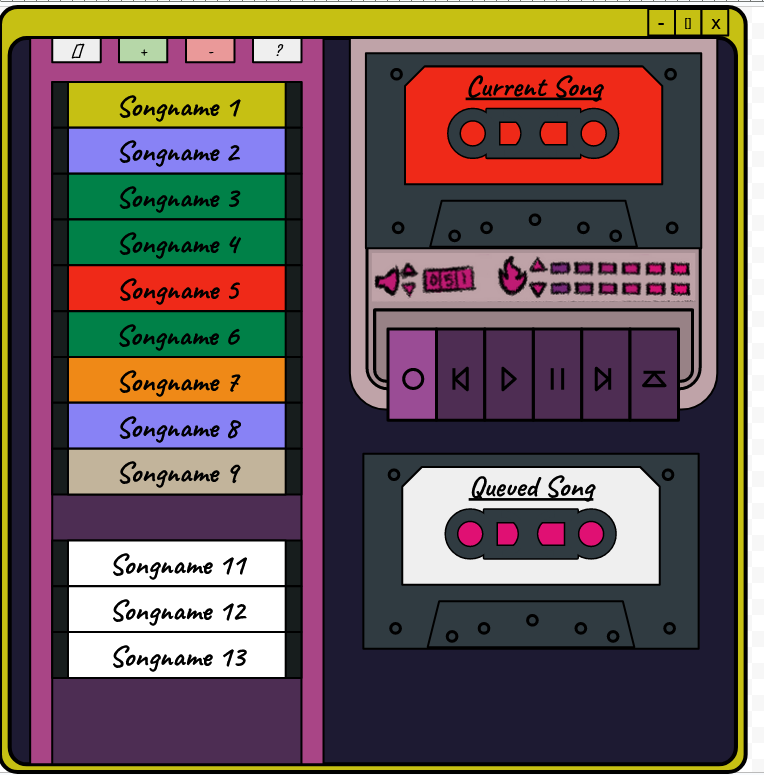 - X
+ - ?
Songname 1
Songname 2
Songname 3
Songname 4
Songname 5
Songname 6
Songname 7
Songname 8
Songname 9
Songname 11
Songname 12
Songname 13
Current Song
051
Queued Song